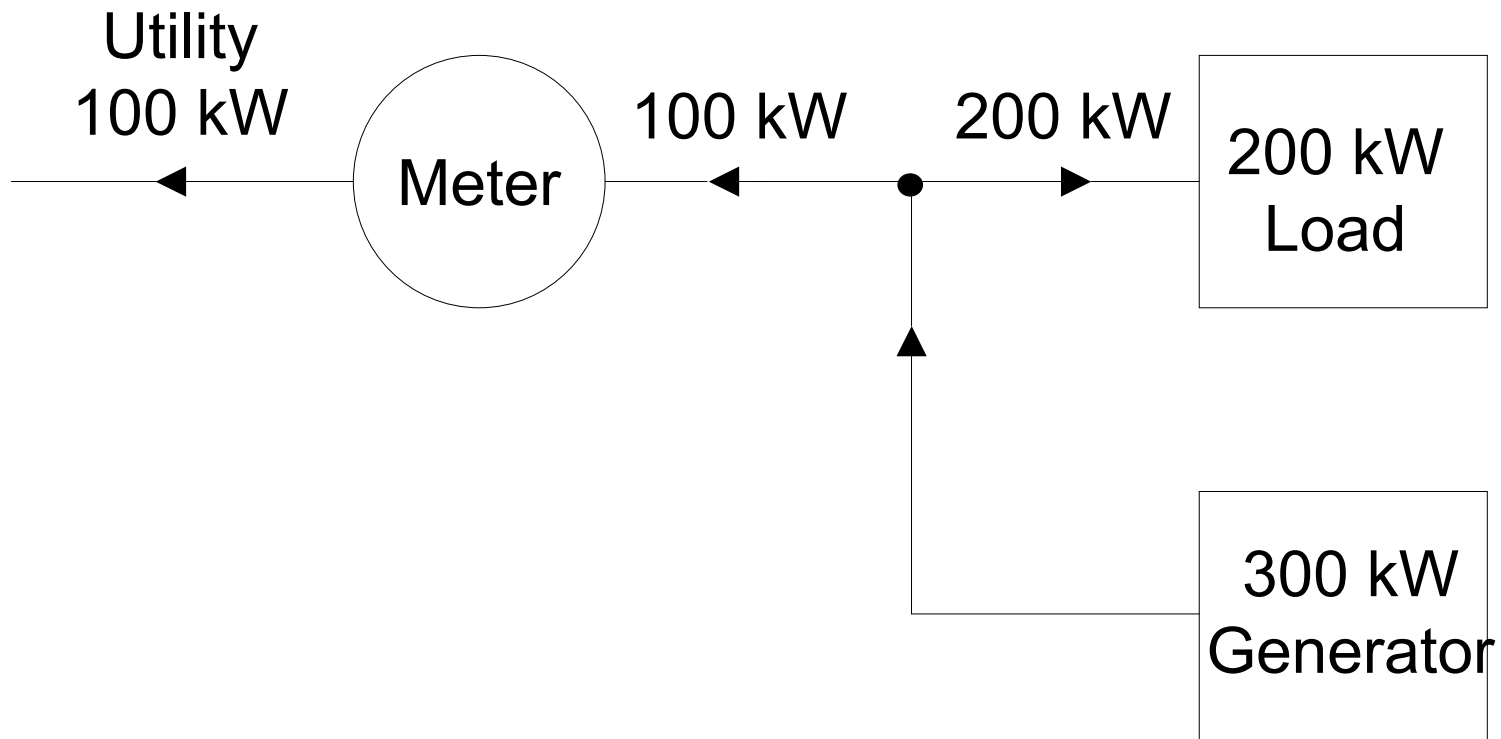 Utility
100 kW
Meter
100 kW
200 kW
200 kW
Load
300 kW
Generator